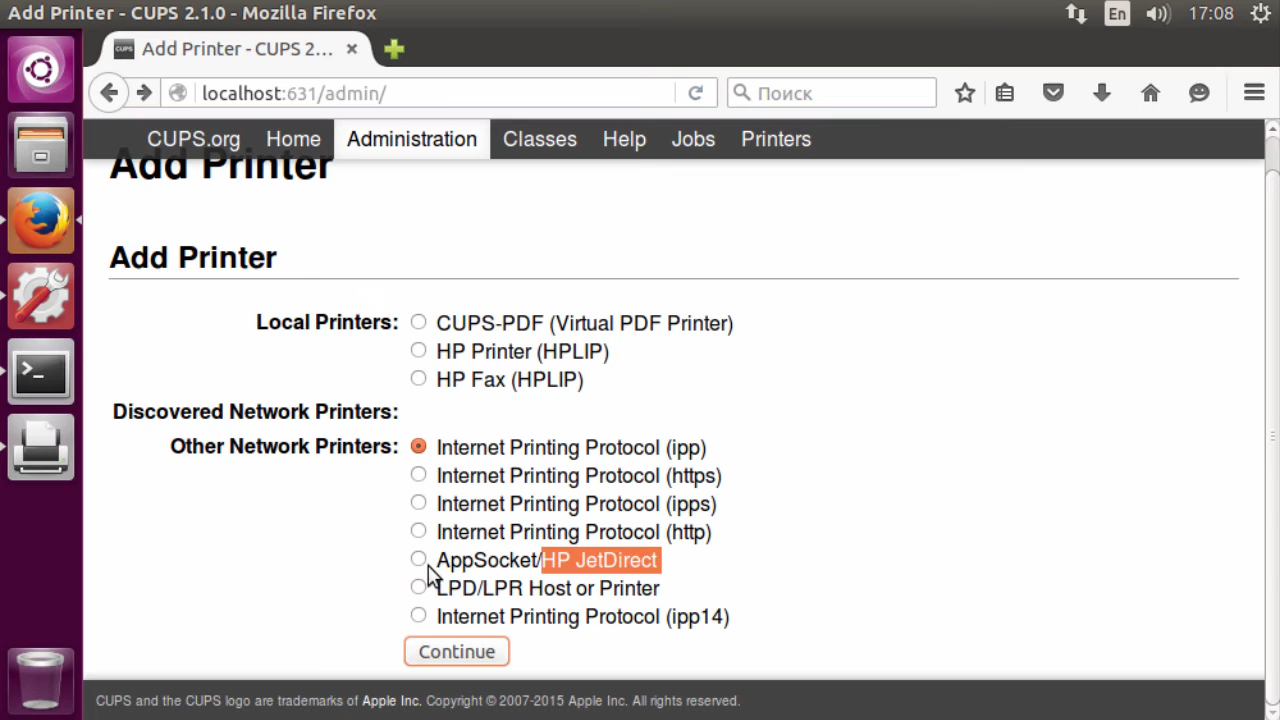 Add Printer - CUPS 2.1.0 - Mozilla Firefox
En
17:08
CUPS
Add Printer - CUPS 2...
localhost:631/admin/
Поиск
CUPS.org Home Administration Classes Help Jobs Printers
Add Printer
Add Printer
Local Printers:
CUPS-PDF (Virtual PDF Printer)
HP Printer (HPLIP)
HP Fax (HPLIP)
Discovered Network Printers:
Other Network Printers:
Internet Printing Protocol (ipp)
Internet Printing Protocol (https)
Internet Printing Protocol (ipps)
Internet Printing Protocol (http)
AppSocket/HP JetDirect
LPD/LPR Host or Printer
Internet Printing Protocol (ipp14)
Continue
CUPS and the CUPS logo are trademarks of Apple Inc. Copyright © 2007-2015 Apple Inc. All rights reserved.